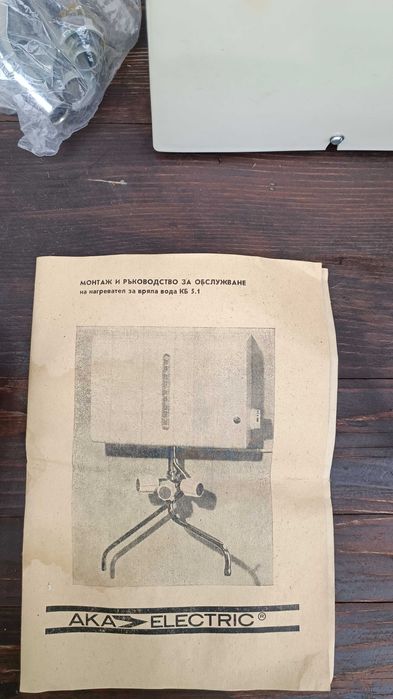 МОНТАЖ И РЪКОВОДСТВО ЗА ОБСЛУЖВАНЕ
на нагревател за вряла вода КБ 5.1
AKA ELECTRIC®